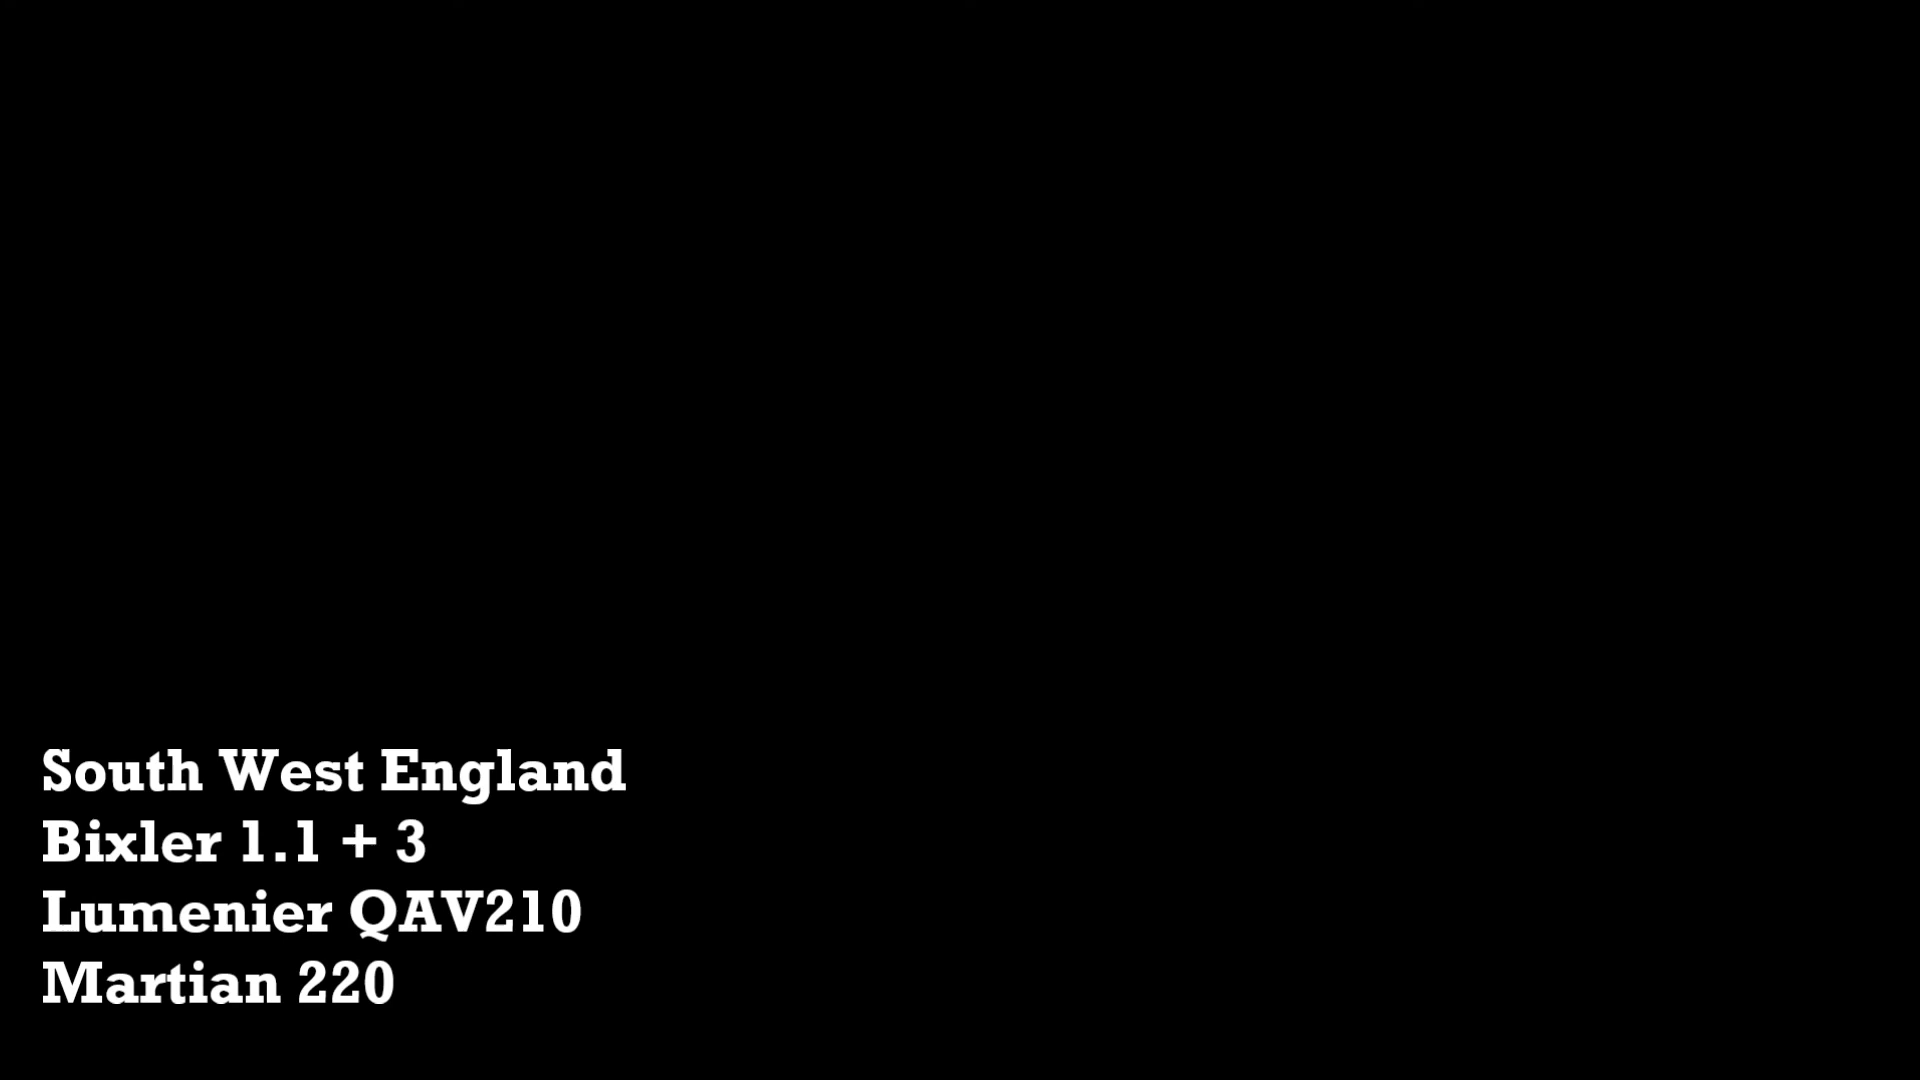 South West England
Bixler 1.1 + 3
Lumenier QAV210
Martian 220